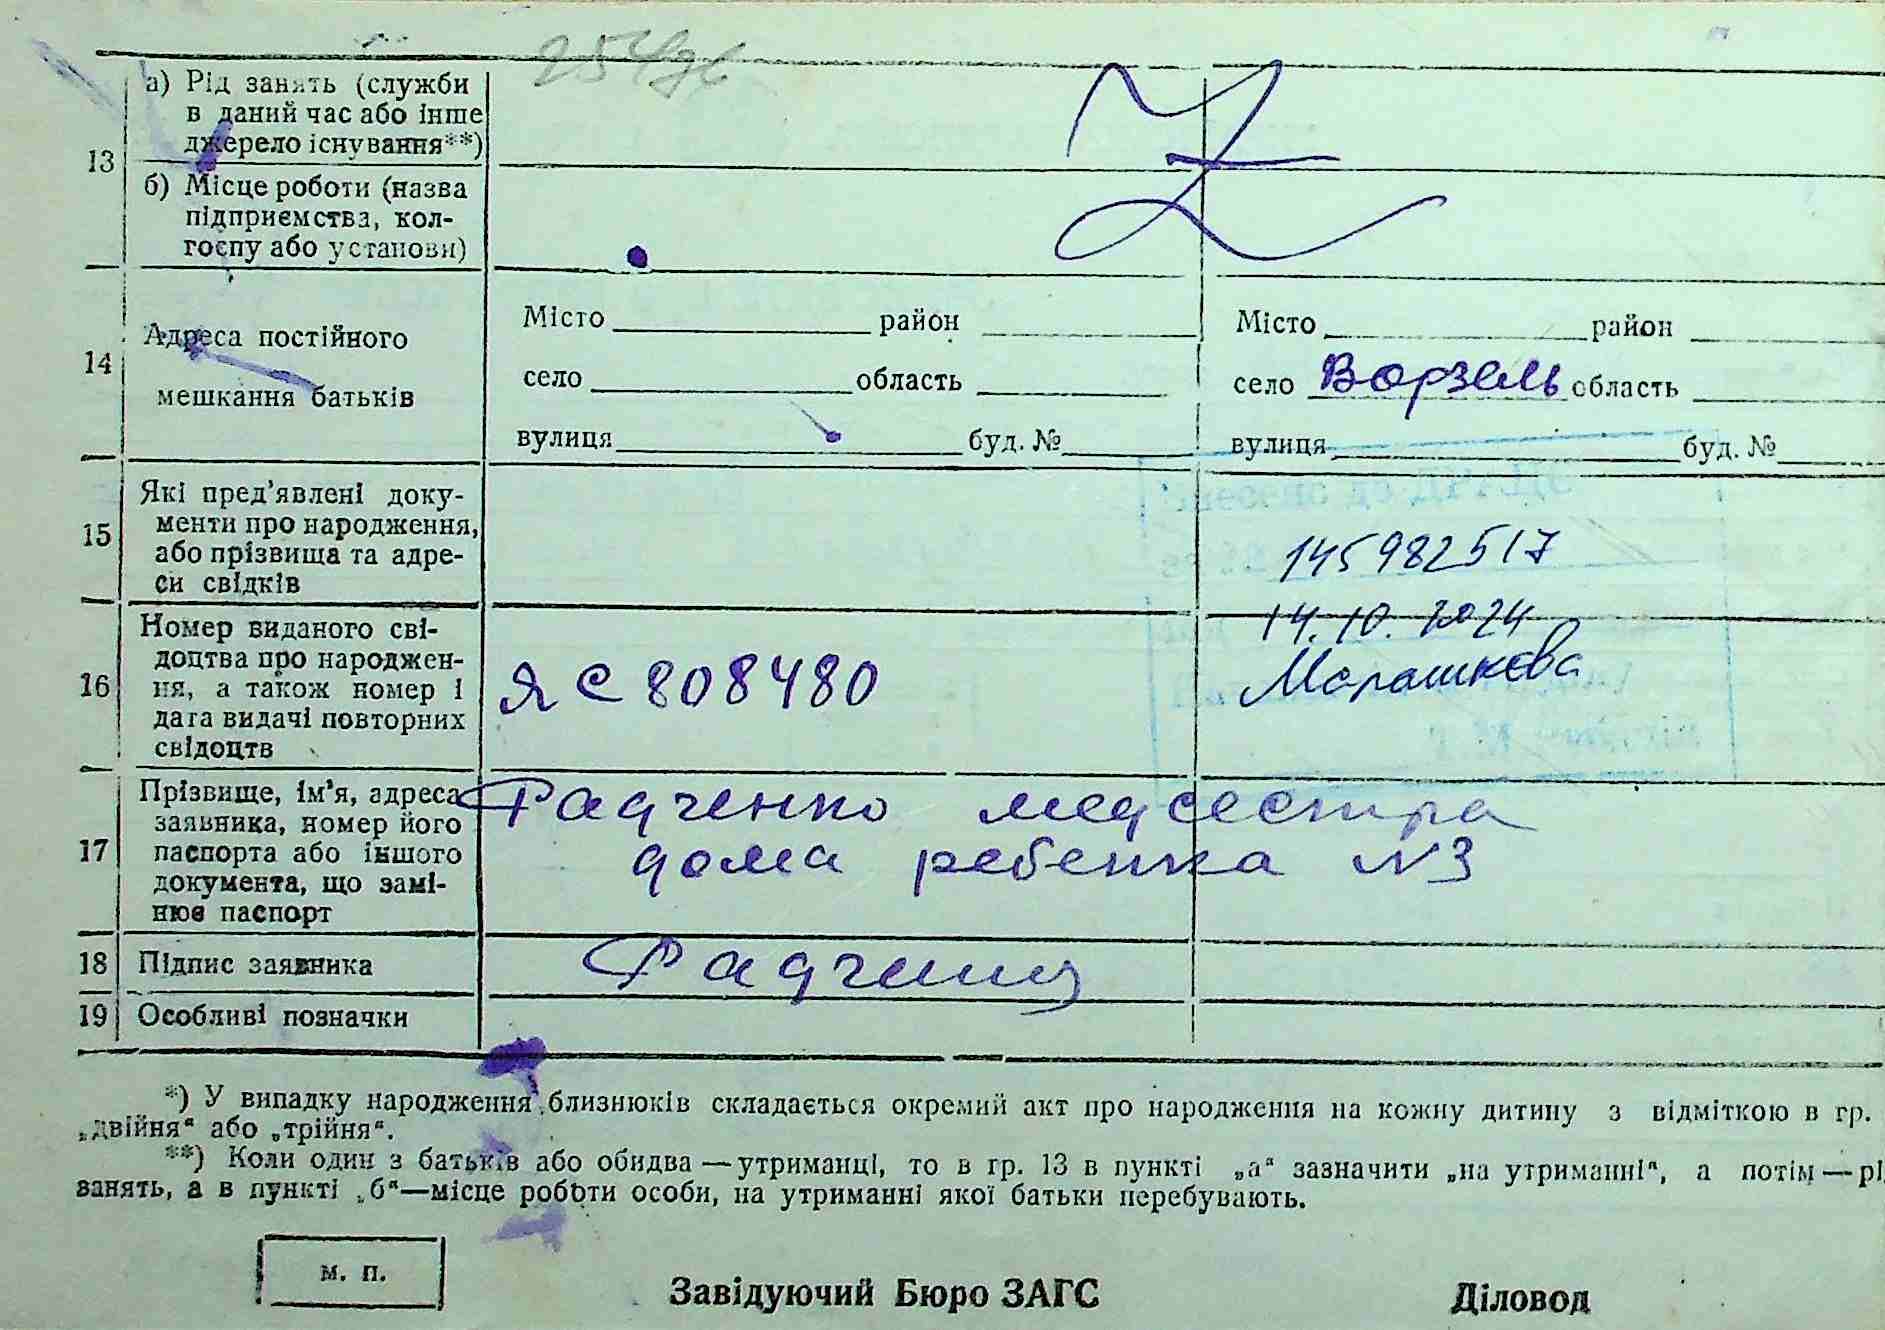 13
а) Рід занять (служби
в даний час або інше
джерело існування**)
б) Місце роботи (назва
підприємства, кол-
госпу або установи)
14
Адреса постійного
мешкання батьків
Місто район
село область
вулиця буд. №
Місто район
село Ворзель область
вулиця буд. №
15
Які пред'явлені доку-
менти про народження,
або прізвища та адре-
си свідків
145982517
14.10.2024
16
Номер виданого сві-
доцтва про народжен-
ня, а також номер і
дата видачі повторних
свідоцтв
ЯС 808480
17
Прізвище, ім'я, адреса
заявника, номер його
паспорта або іншого
документа, що замі-
нює паспорт
Радченко медсестра
дома ребенка N3
18
Підпис заявника
Радченко
19
Особливі позначки
*) У випадку народження близнюків складається окремий акт про народження на кожну дитину з відміткою в гр.
„двійня“ або „трійня“.
**) Коли один з батьків або обидва — утриманці, то в гр. 13 в пункті „а“ зазначити „на утриманні“, а потім — рі
занять, а в пункті „б“—місце роботи особи, на утриманні якої батьки перебувають.
м. п.
Завідуючий Бюро ЗАГС
Діловод